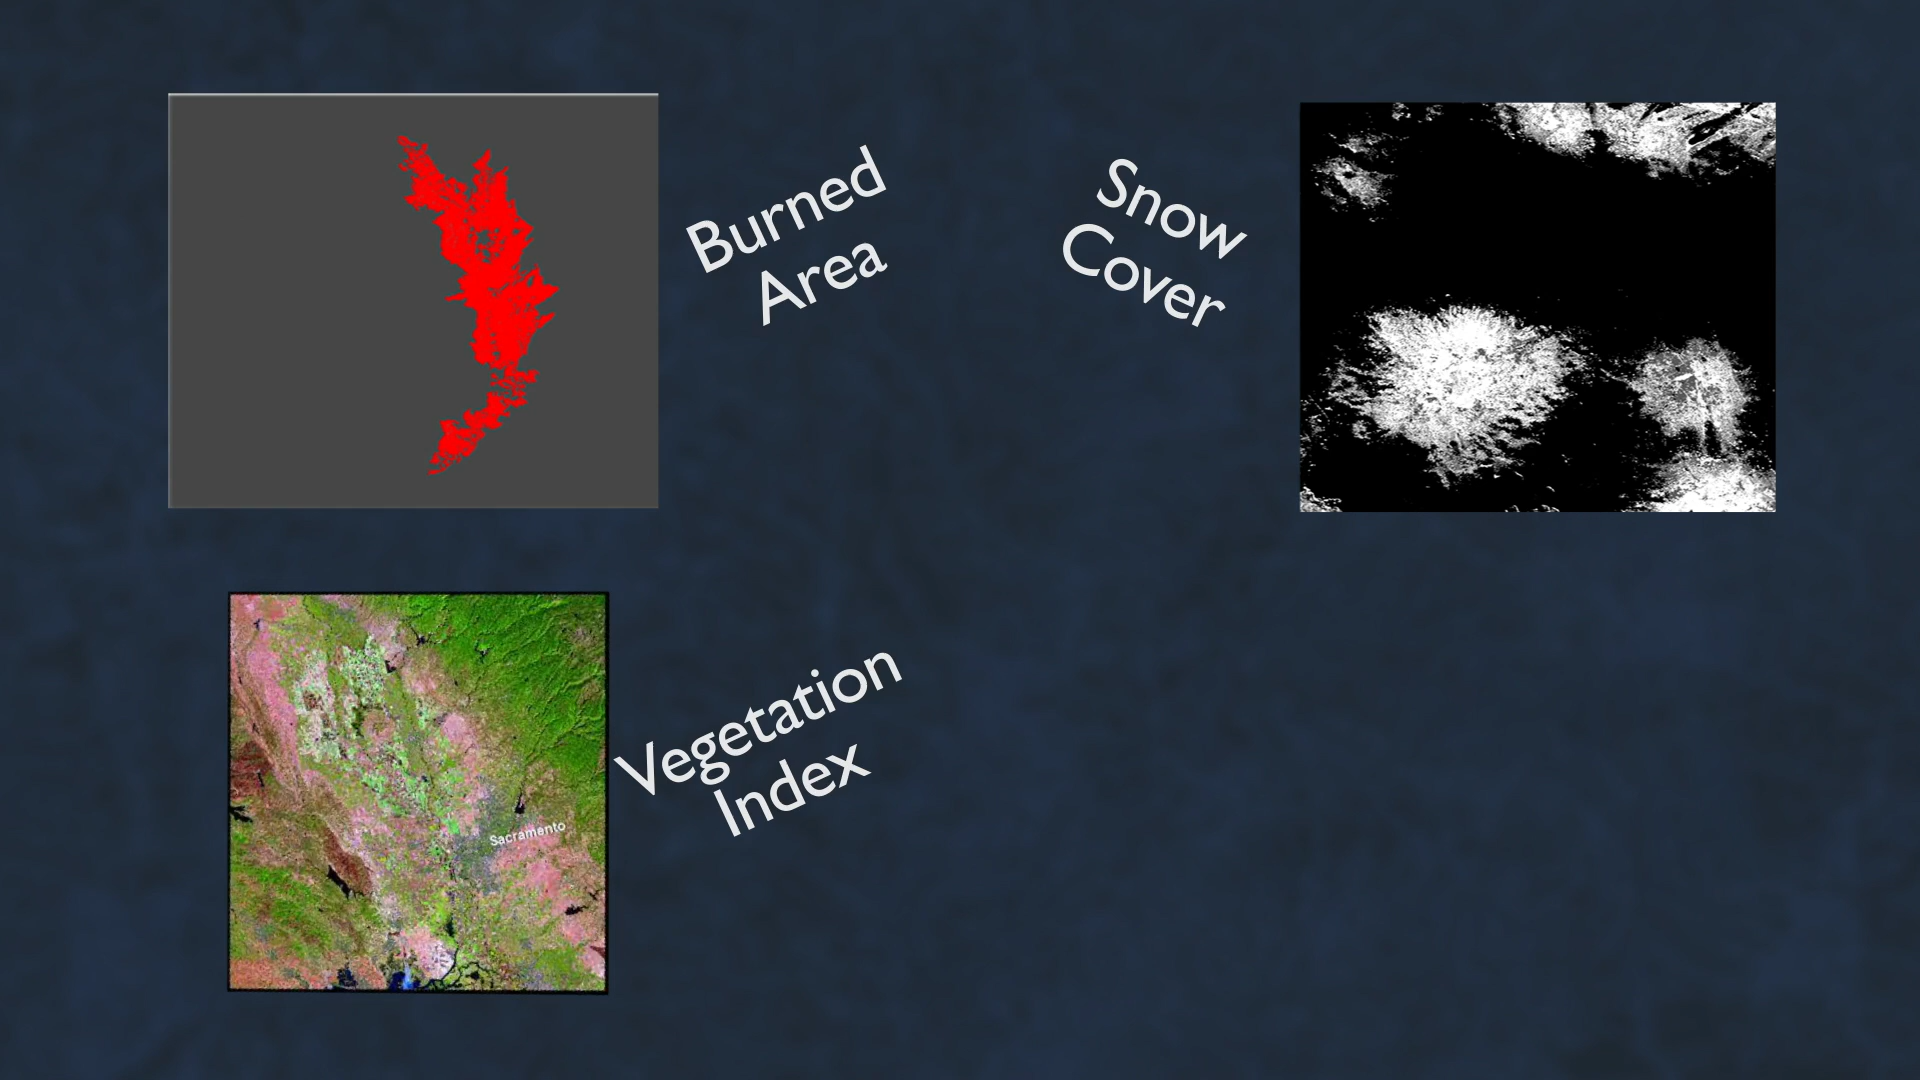 Burned
Area
Snow
Cover
Vegetation
Index
Sacramento